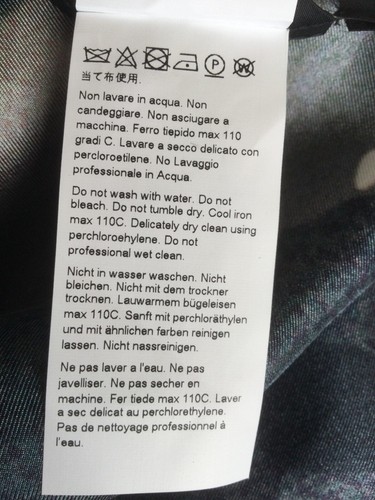 P W
当て布使用.
Non lavare in acqua. Non
candeggiare. Non asciugare a
macchina. Ferro tiepido max 110
gradi C. Lavare a secco delicato con
percloroetilene. No Lavaggio
professionale in Acqua.
Do not wash with water. Do not
bleach. Do not tumble dry. Cool iron
max 110C. Delicately dry clean using
perchloroehylene. Do not
professional wet clean.
Nicht in wasser waschen. Nicht
bleichen. Nicht mit dem trockner
trocknen. Lauwarmem bügeleisen
max 110C. Senft mit perchloräthylen
und mit ähnlichen farben reinigen
lassen. Nicht nassreinigen.
Ne pas laver a l'eau. Ne pas
javelliser. Ne pas secher en
machine. Fer tiede max 110C. Laver
a sec delicat au perchlorethylene.
Pas de nettoyage professionnel à
l'eau.